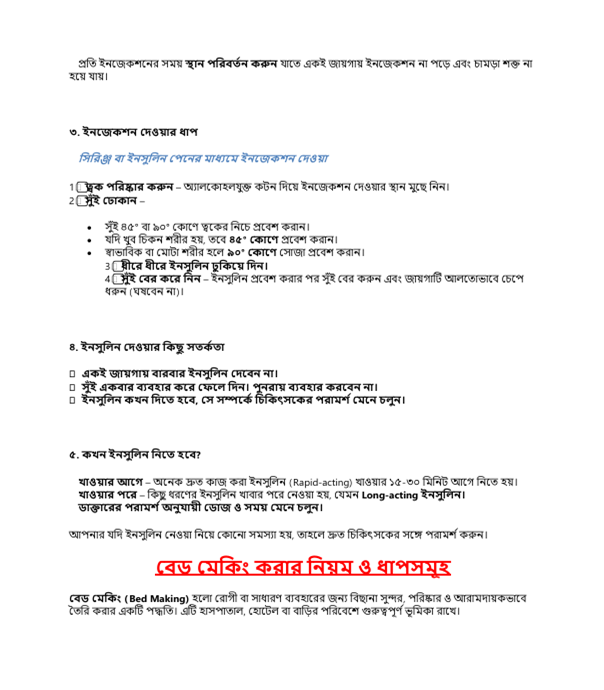 প্রতি ইনজেকশনের সময় স্থান পরিবর্তন করুন যাতে একই জায়গায় ইনজেকশন না পড়ে এবং চামড়া শক্ত না
হয়ে যায়।
৩. ইনজেকশন দেওয়ার ধাপ
সিরিঞ্জ বা ইনসুলিন পেনের মাধ্যমে ইনজেকশন দেওয়া
1 ত্বক পরিষ্কার করুন – অ্যালকোহলযুক্ত কটন দিয়ে ইনজেকশন দেওয়ার স্থান মুছে নিন।
2 সুঁই ঢোকান –
• সুঁই ৪৫° বা ৯০° কোণে ত্বকের নিচে প্রবেশ করান।
• যদি খুব চিকন শরীর হয়, তবে ৪৫° কোণে প্রবেশ করান।
• স্বাভাবিক বা মোটা শরীর হলে ৯০° কোণে সোজা প্রবেশ করান।
3 ধীরে ধীরে ইনসুলিন ঢুকিয়ে দিন।
4 সুঁই বের করে নিন – ইনসুলিন প্রবেশ করার পর সুঁই বের করুন এবং জায়গাটি আলতোভাবে চেপে
ধরুন (ঘষবেন না)।
৪. ইনসুলিন দেওয়ার কিছু সতর্কতা
একই জায়গায় বারবার ইনসুলিন দেবেন না।
সুঁই একবার ব্যবহার করে ফেলে দিন। পুনরায় ব্যবহার করবেন না।
ইনসুলিন কখন দিতে হবে, সে সম্পর্কে চিকিৎসকের পরামর্শ মেনে চলুন।
৫. কখন ইনসুলিন নিতে হবে?
খাওয়ার আগে – অনেক দ্রুত কাজ করা ইনসুলিন (Rapid-acting) খাওয়ার ১৫-৩০ মিনিট আগে নিতে হয়।
খাওয়ার পরে – কিছু ধরণের ইনসুলিন খাবার পরে নেওয়া হয়, যেমন Long-acting ইনসুলিন।
ডাক্তারের পরামর্শ অনুযায়ী ডোজ ও সময় মেনে চলুন।
আপনার যদি ইনসুলিন নেওয়া নিয়ে কোনো সমস্যা হয়, তাহলে দ্রুত চিকিৎসকের সঙ্গে পরামর্শ করুন।
বেড মেকিং করার নিয়ম ও ধাপসমূহ
বেড মেকিং (Bed Making) হলো রোগী বা সাধারণ ব্যবহারের জন্য বিছানা সুন্দর, পরিষ্কার ও আরামদায়কভাবে
তৈরি করার একটি পদ্ধতি। এটি হাসপাতাল, হোটেল বা বাড়ির পরিবেশে গুরুত্বপূর্ণ ভূমিকা রাখে।